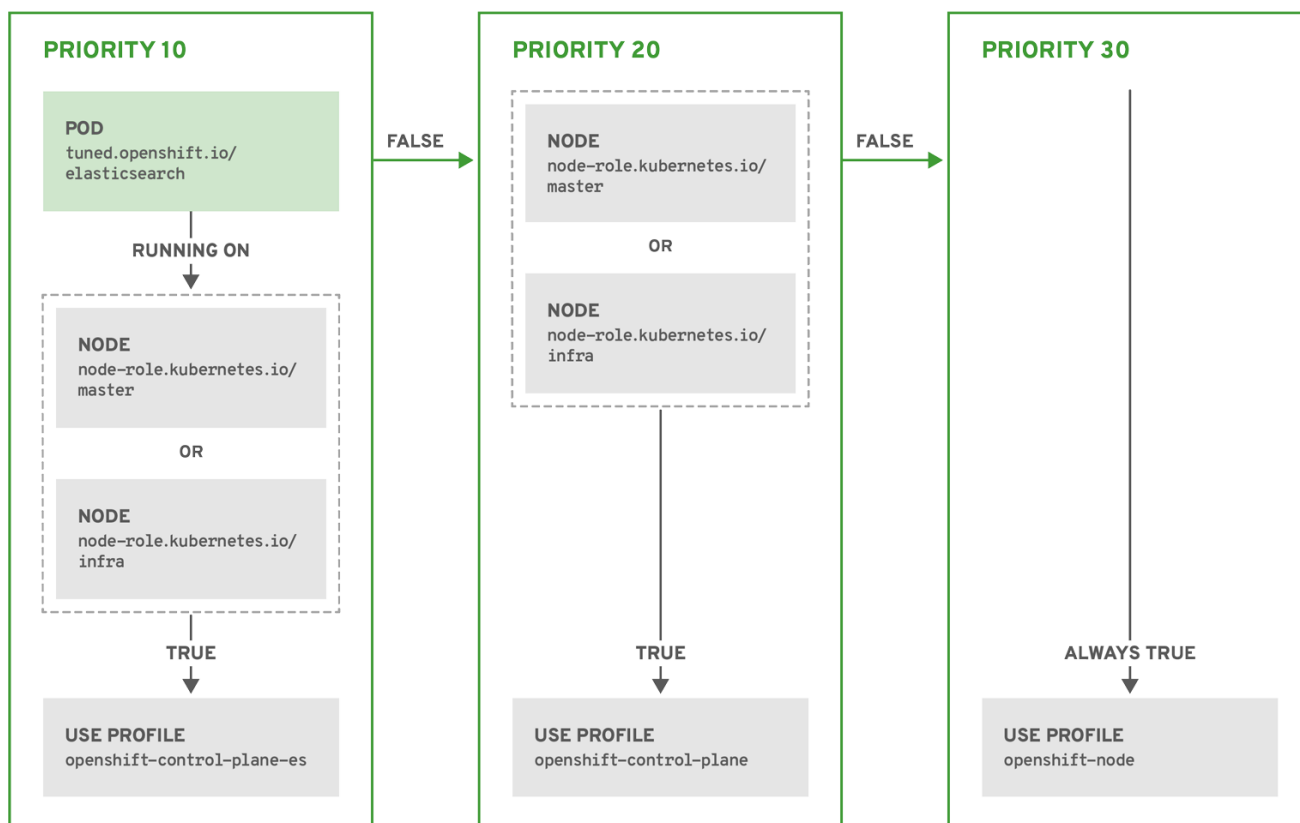 PRIORITY 10
POD
tuned.openshift.io/
elasticsearch
RUNNING ON
NODE
node-role.kubernetes.io/
master
OR
NODE
node-role.kubernetes.io/
infra
TRUE
USE PROFILE
openshift-control-plane-es
FALSE
PRIORITY 20
NODE
node-role.kubernetes.io/
master
OR
NODE
node-role.kubernetes.io/
infra
TRUE
USE PROFILE
openshift-control-plane
FALSE
PRIORITY 30
ALWAYS TRUE
USE PROFILE
openshift-node